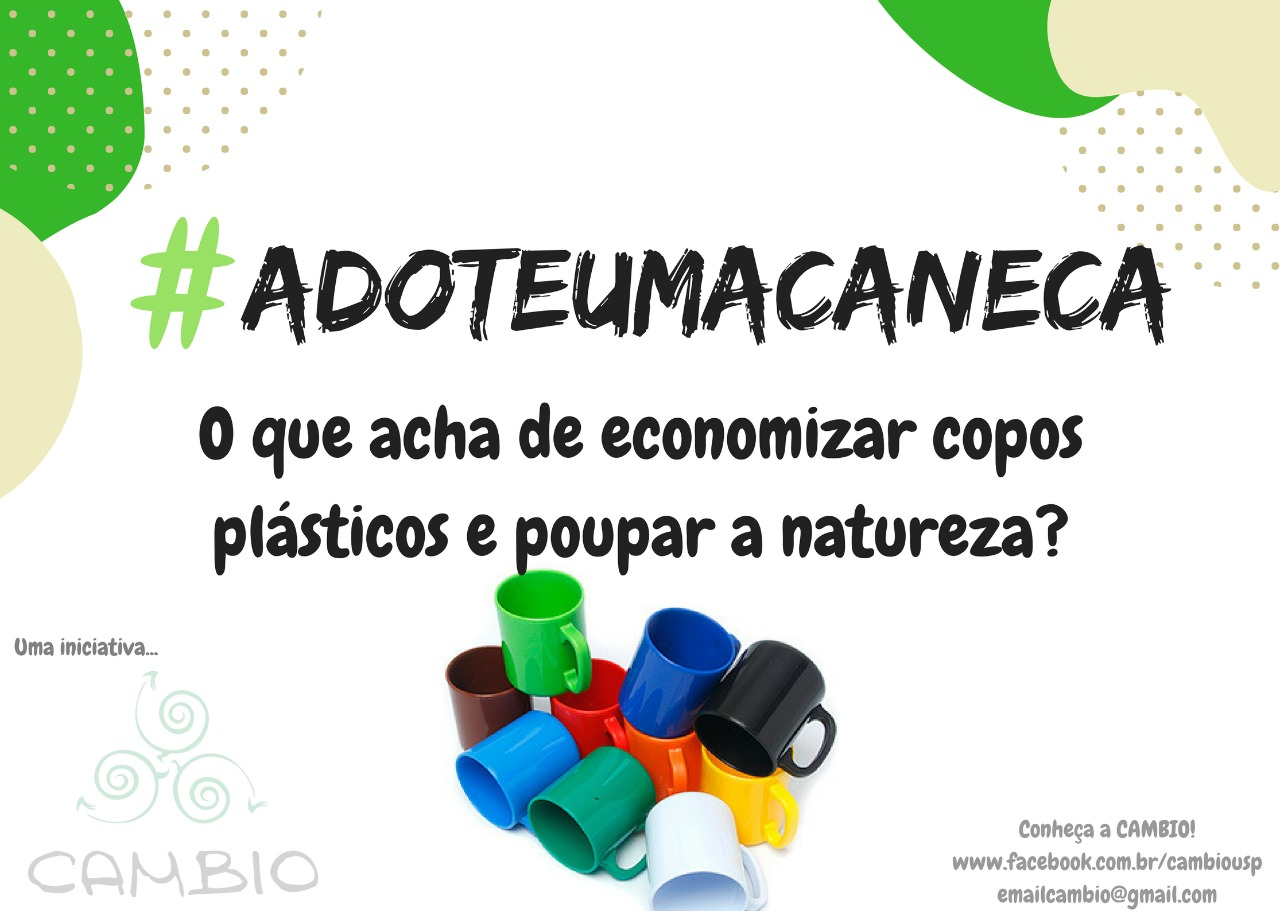 #ADOTEUMACANECA
O que acha de economizar copos
plásticos e poupar a natureza?
Uma iniciativa...
CAMBIO
Conheça a CAMBIO!
www.facebook.com.br/cambiousp
emailcambio@gmail.com